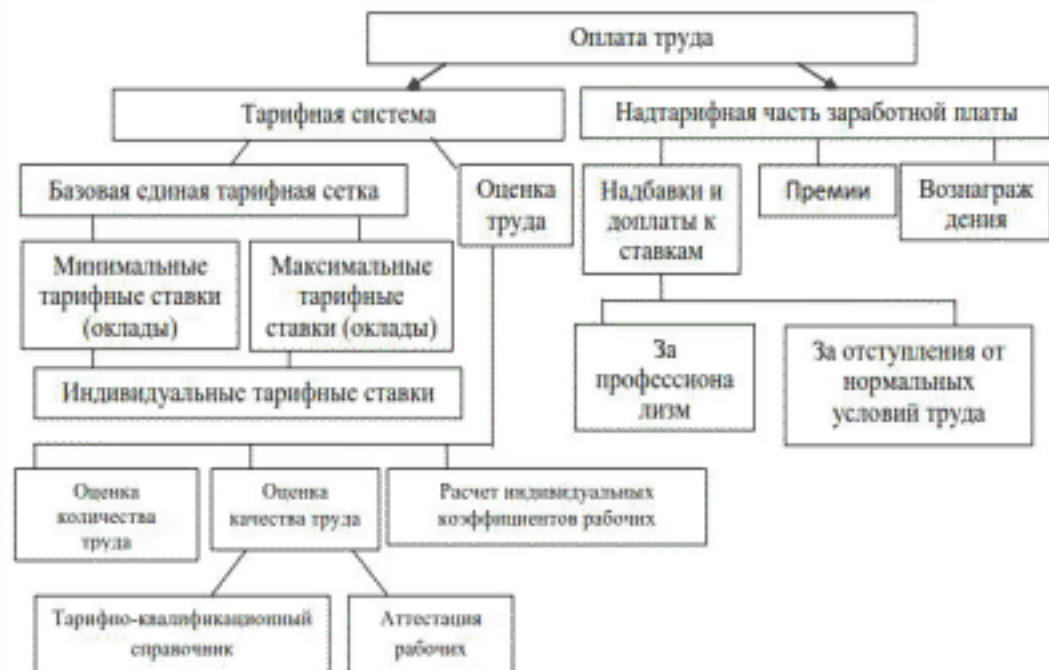 Оплата труда
Тарифная система
Надтарифная часть заработной платы
Базовая единая тарифная сетка
Оценка
труда
Надбавки и
доплаты к
ставкам
Премии
Вознаграж
дения
Минимальные
тарифные ставки
(оклады)
Максимальные
тарифные
ставки (оклады)
Индивидуальные тарифные ставки
За
профессиона
лизм
За отступления от
нормальных
условий труда
Оценка
количества
труда
Оценка
качества труда
Расчет индивидуальных
коэффициентов рабочих
Тарифно-квалификационный
справочник
Аттестация
рабочих